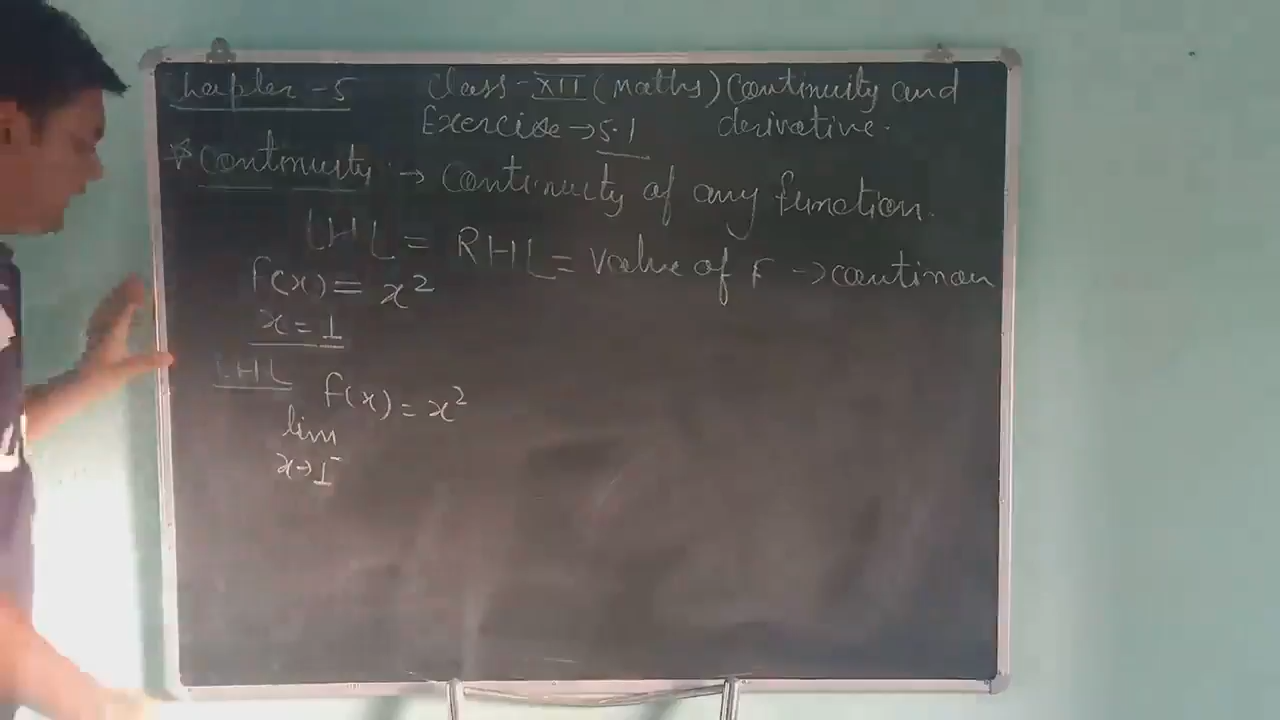 Chapter - 5 Class - XII (Maths) Continuity and
Exercise → 5.1 derivative.
* Continuity → Continuity of any function.
LHL = RHL = value of F → continou
f(x) = x²
x = 1
LHL
f(x) = x²
lim
x→1⁻